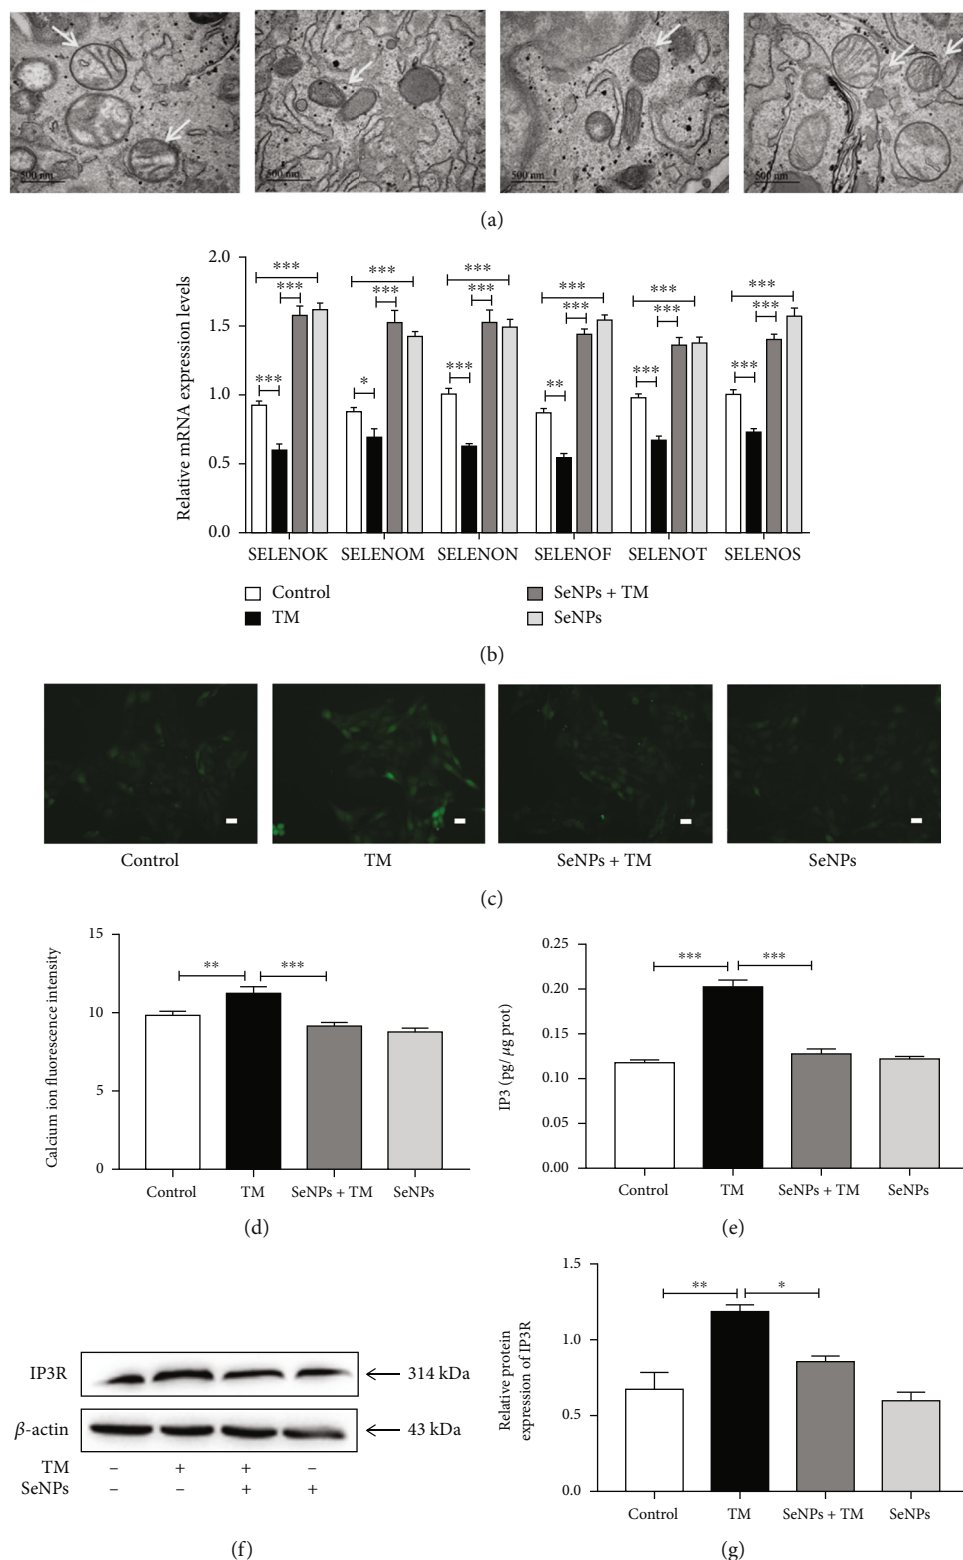 500 nm
500 nm
500 nm
500 nm
(a)
Relative mRNA expression levels
2.0
1.5
1.0
0.5
0.0
*** *** *** *** *** ***
*** *** *** *** *** ***
*** * *** ** *** ***
SELENOK SELENOM SELENON SELENOF SELENOT SELENOS
Control
TM
SeNPs + TM
SeNPs
(b)
Control TM SeNPs + TM SeNPs
(c)
Calcium ion fluorescence intensity
15
10
5
0
** ***
Control TM SeNPs + TM SeNPs
(d)
IP3 (pg/ μg prot)
0.25
0.20
0.15
0.10
0.05
0.00
*** ***
Control TM SeNPs + TM SeNPs
(e)
IP3R 314 kDa
β-actin 43 kDa
TM – + + –
SeNPs – – + +
(f)
Relative protein
expression of IP3R
1.5
1.0
0.5
0.0
** *
Control TM SeNPs + TM SeNPs
(g)